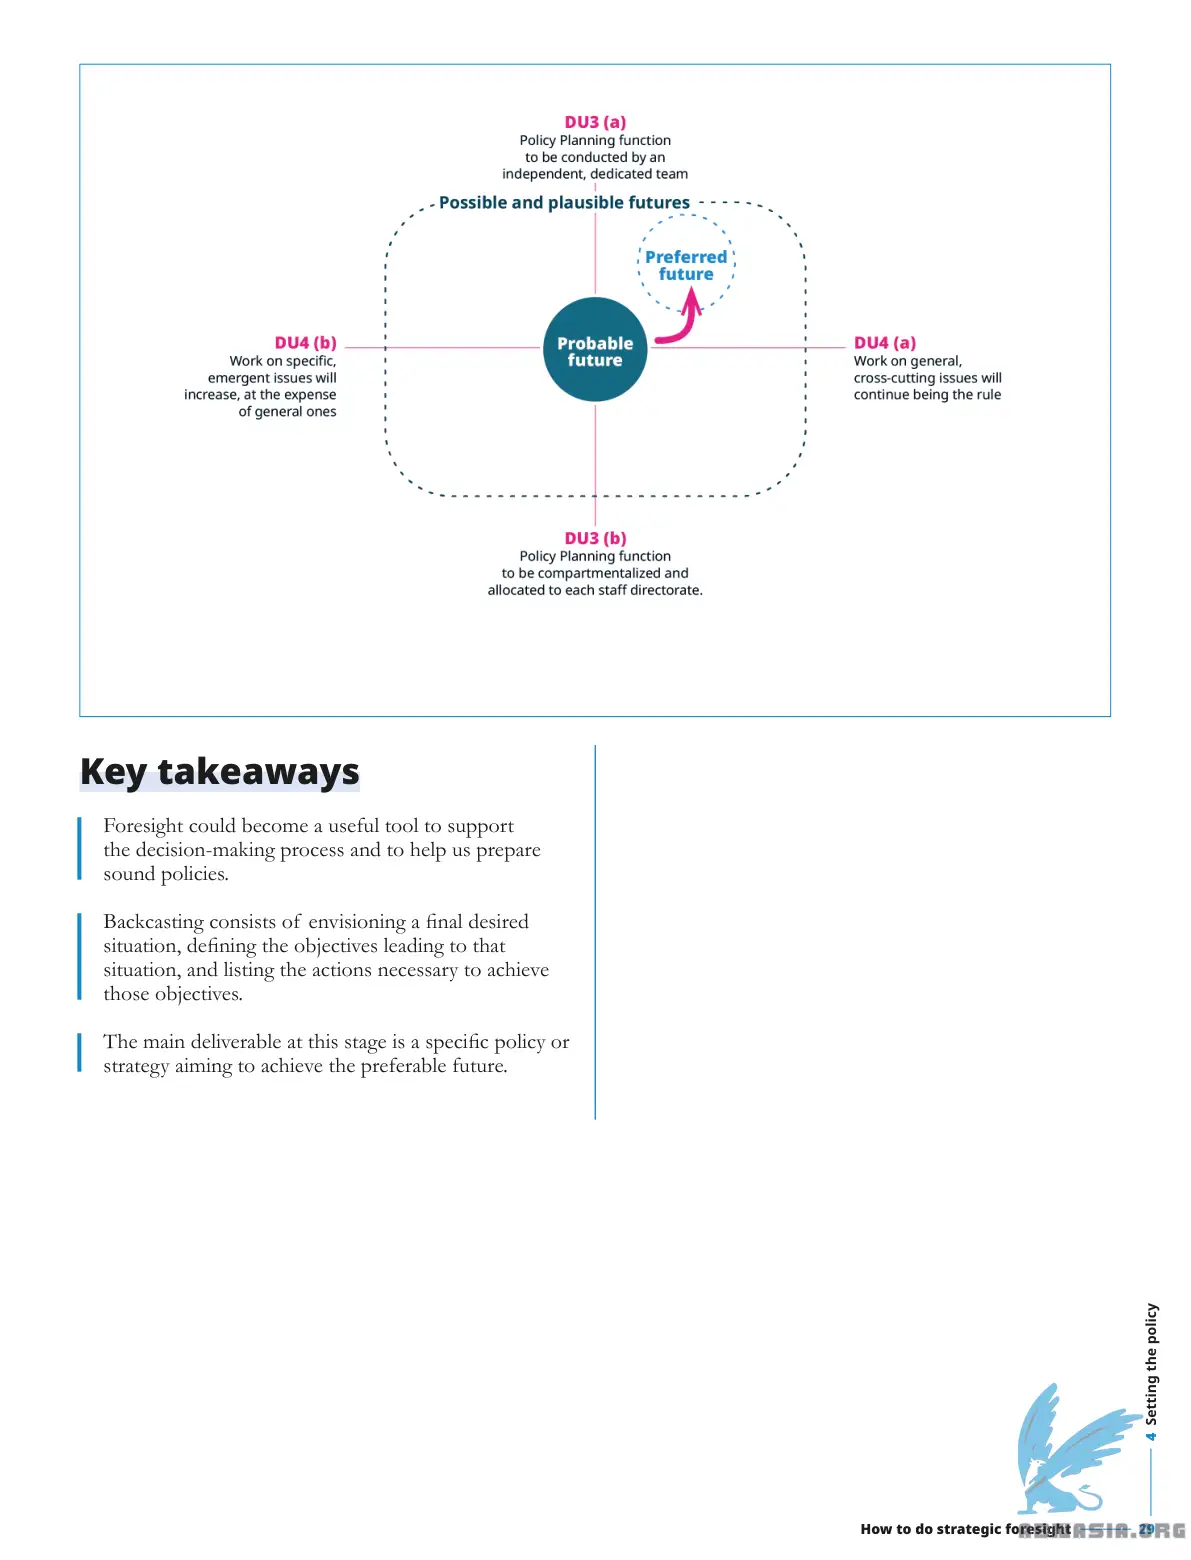 DU3 (a)
Policy Planning function
to be conducted by an
independent, dedicated team
Possible and plausible futures
Preferred
future
Probable
future
DU4 (b)
Work on specific,
emergent issues will
increase, at the expense
of general ones
DU4 (a)
Work on general,
cross-cutting issues will
continue being the rule
DU3 (b)
Policy Planning function
to be compartmentalized and
allocated to each staff directorate.
Key takeaways
Foresight could become a useful tool to support
the decision-making process and to help us prepare
sound policies.
Backcasting consists of envisioning a final desired
situation, defining the objectives leading to that
situation, and listing the actions necessary to achieve
those objectives.
The main deliverable at this stage is a specific policy or
strategy aiming to achieve the preferable future.
4 Setting the policy
How to do strategic foresight
29